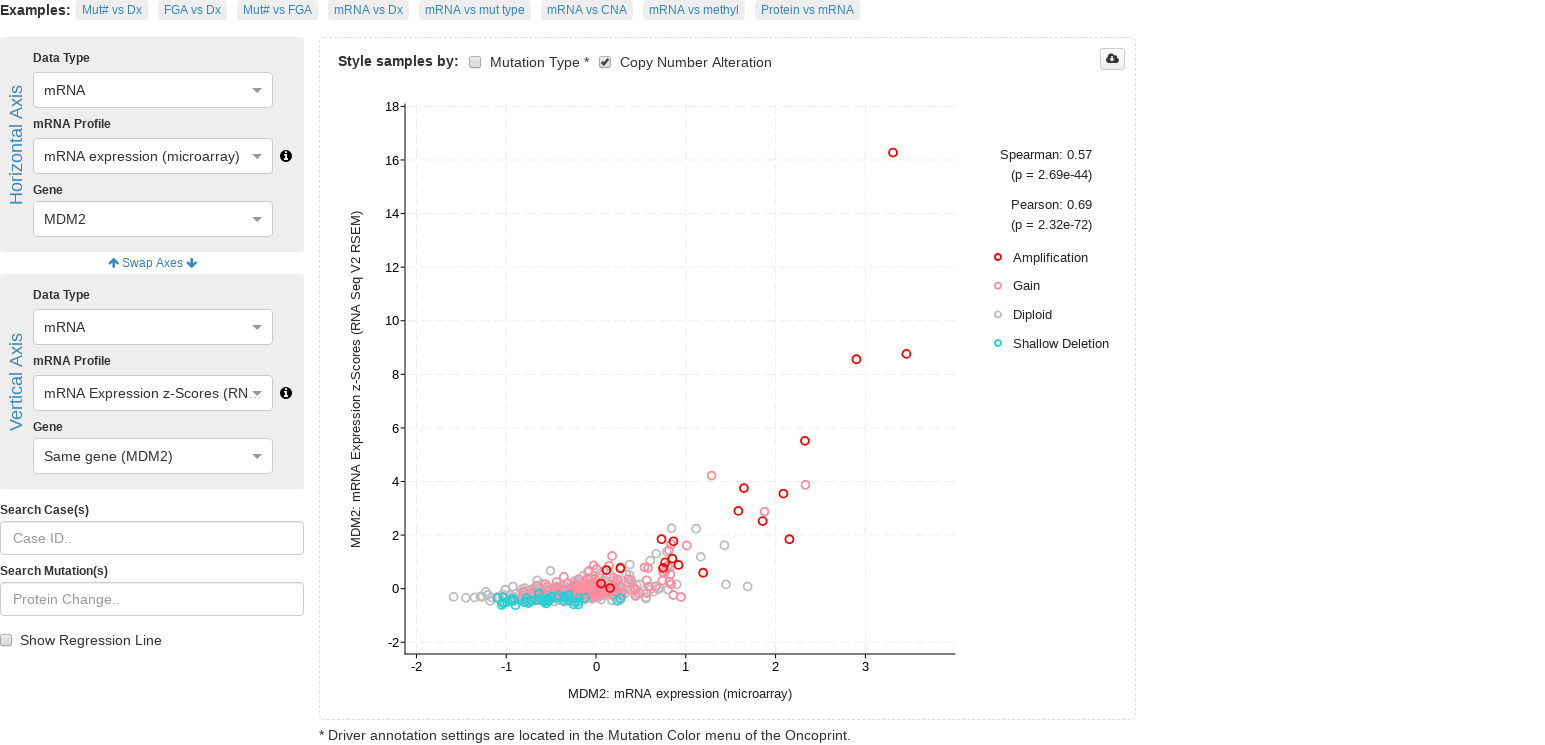 Examples: Mut# vs Dx FGA vs Dx Mut# vs FGA mRNA vs Dx mRNA vs mut type mRNA vs CNA mRNA vs methyl Protein vs mRNA
Horizontal Axis
Data Type
mRNA
mRNA Profile
mRNA expression (microarray)
Gene
MDM2
Swap Axes
Vertical Axis
Data Type
mRNA
mRNA Profile
mRNA Expression z-Scores (RN...
Gene
Same gene (MDM2)
Search Case(s)
Case ID..
Search Mutation(s)
Protein Change..
Show Regression Line
Style samples by: Mutation Type * Copy Number Alteration
MDM2: mRNA Expression z-Scores (RNA Seq V2 RSEM)
18
16
14
12
10
8
6
4
2
0
-2
-2 -1 0 1 2 3
MDM2: mRNA expression (microarray)
Spearman: 0.57
(p = 2.69e-44)
Pearson: 0.69
(p = 2.32e-72)
Amplification
Gain
Diploid
Shallow Deletion
* Driver annotation settings are located in the Mutation Color menu of the Oncoprint.